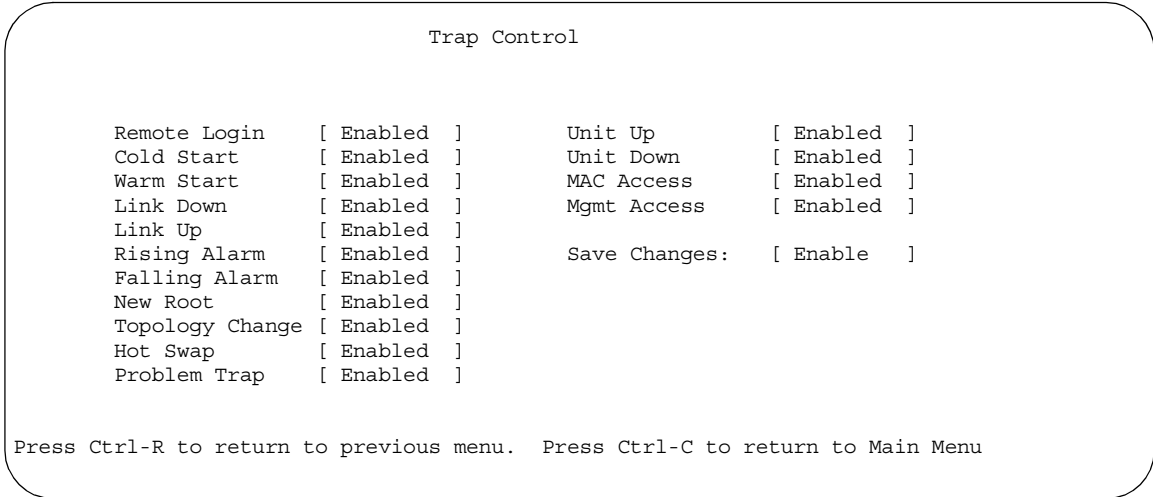 Trap Control
Remote Login [ Enabled ] Unit Up [ Enabled ]
Cold Start [ Enabled ] Unit Down [ Enabled ]
Warm Start [ Enabled ] MAC Access [ Enabled ]
Link Down [ Enabled ] Mgmt Access [ Enabled ]
Link Up [ Enabled ]
Rising Alarm [ Enabled ] Save Changes: [ Enable ]
Falling Alarm [ Enabled ]
New Root [ Enabled ]
Topology Change [ Enabled ]
Hot Swap [ Enabled ]
Problem Trap [ Enabled ]
Press Ctrl-R to return to previous menu. Press Ctrl-C to return to Main Menu